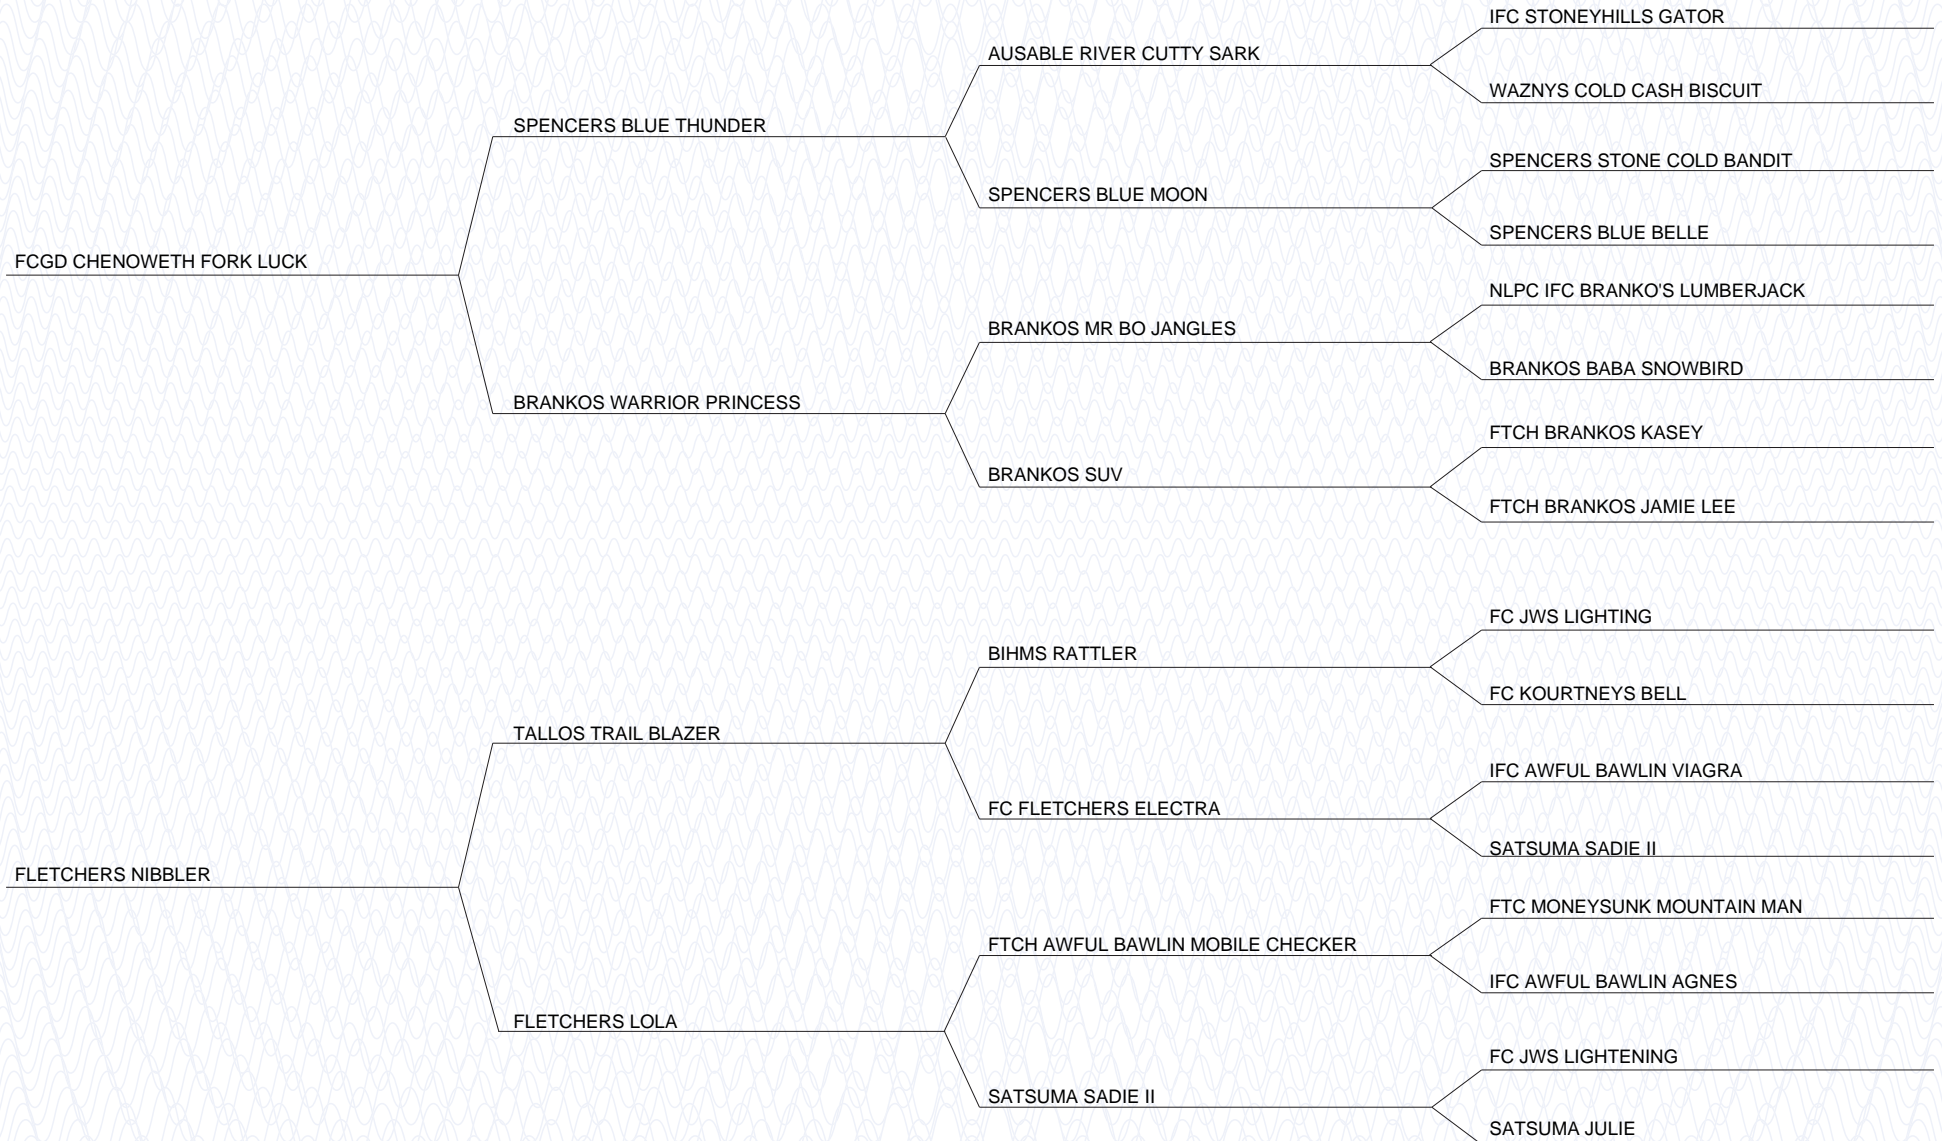 IFC STONEYHILLS GATOR
AUSABLE RIVER CUTTY SARK
WAZNYS COLD CASH BISCUIT
SPENCERS BLUE THUNDER
SPENCERS STONE COLD BANDIT
SPENCERS BLUE MOON
SPENCERS BLUE BELLE
FCGD CHENOWETH FORK LUCK
NLPC IFC BRANKO'S LUMBERJACK
BRANKOS MR BO JANGLES
BRANKOS BABA SNOWBIRD
BRANKOS WARRIOR PRINCESS
FTCH BRANKOS KASEY
BRANKOS SUV
FTCH BRANKOS JAMIE LEE
FC JWS LIGHTING
BIHMS RATTLER
FC KOURTNEYS BELL
TALLOS TRAIL BLAZER
IFC AWFUL BAWLIN VIAGRA
FC FLETCHERS ELECTRA
SATSUMA SADIE II
FLETCHERS NIBBLER
FTC MONEYSUNK MOUNTAIN MAN
FTCH AWFUL BAWLIN MOBILE CHECKER
IFC AWFUL BAWLIN AGNES
FLETCHERS LOLA
FC JWS LIGHTENING
SATSUMA SADIE II
SATSUMA JULIE